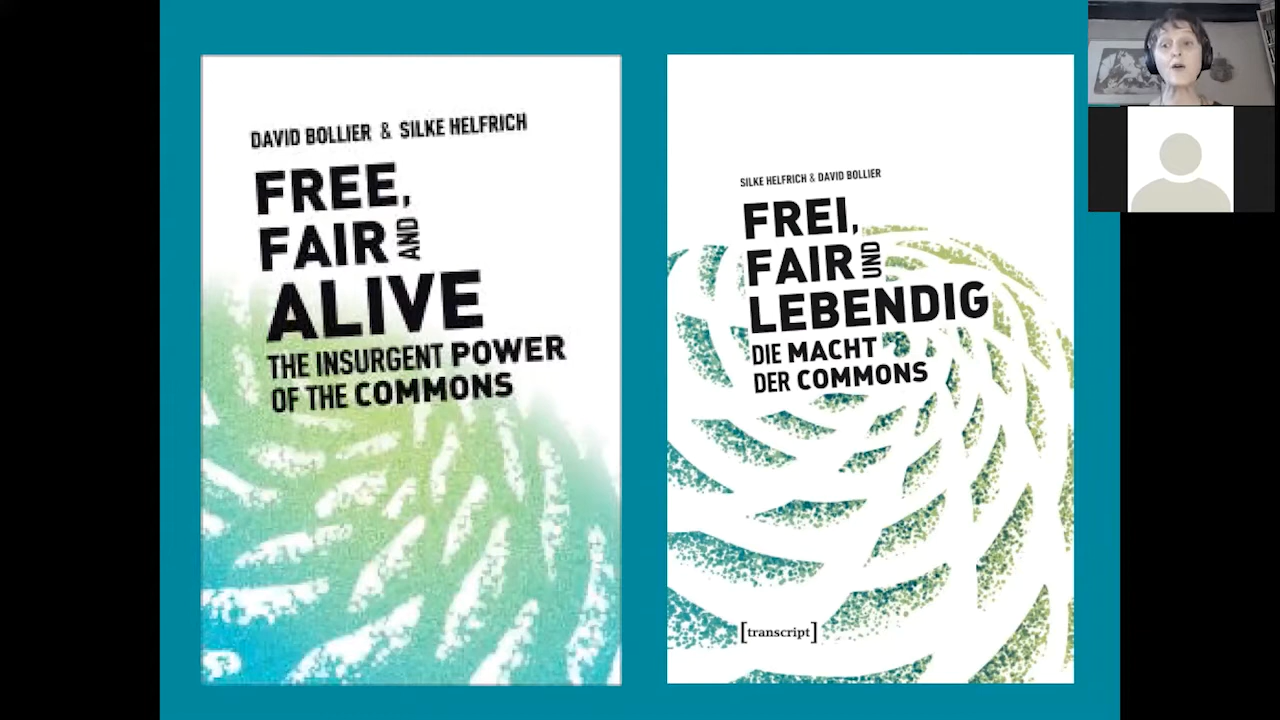 DAVID BOLLIER & SILKE HELFRICH
FREE,
FAIR AND
ALIVE
THE INSURGENT POWER
OF THE COMMONS
SILKE HELFRICH & DAVID BOLLIER
FREI,
FAIR UND
LEBENDIG
DIE MACHT
DER COMMONS
[transcript]